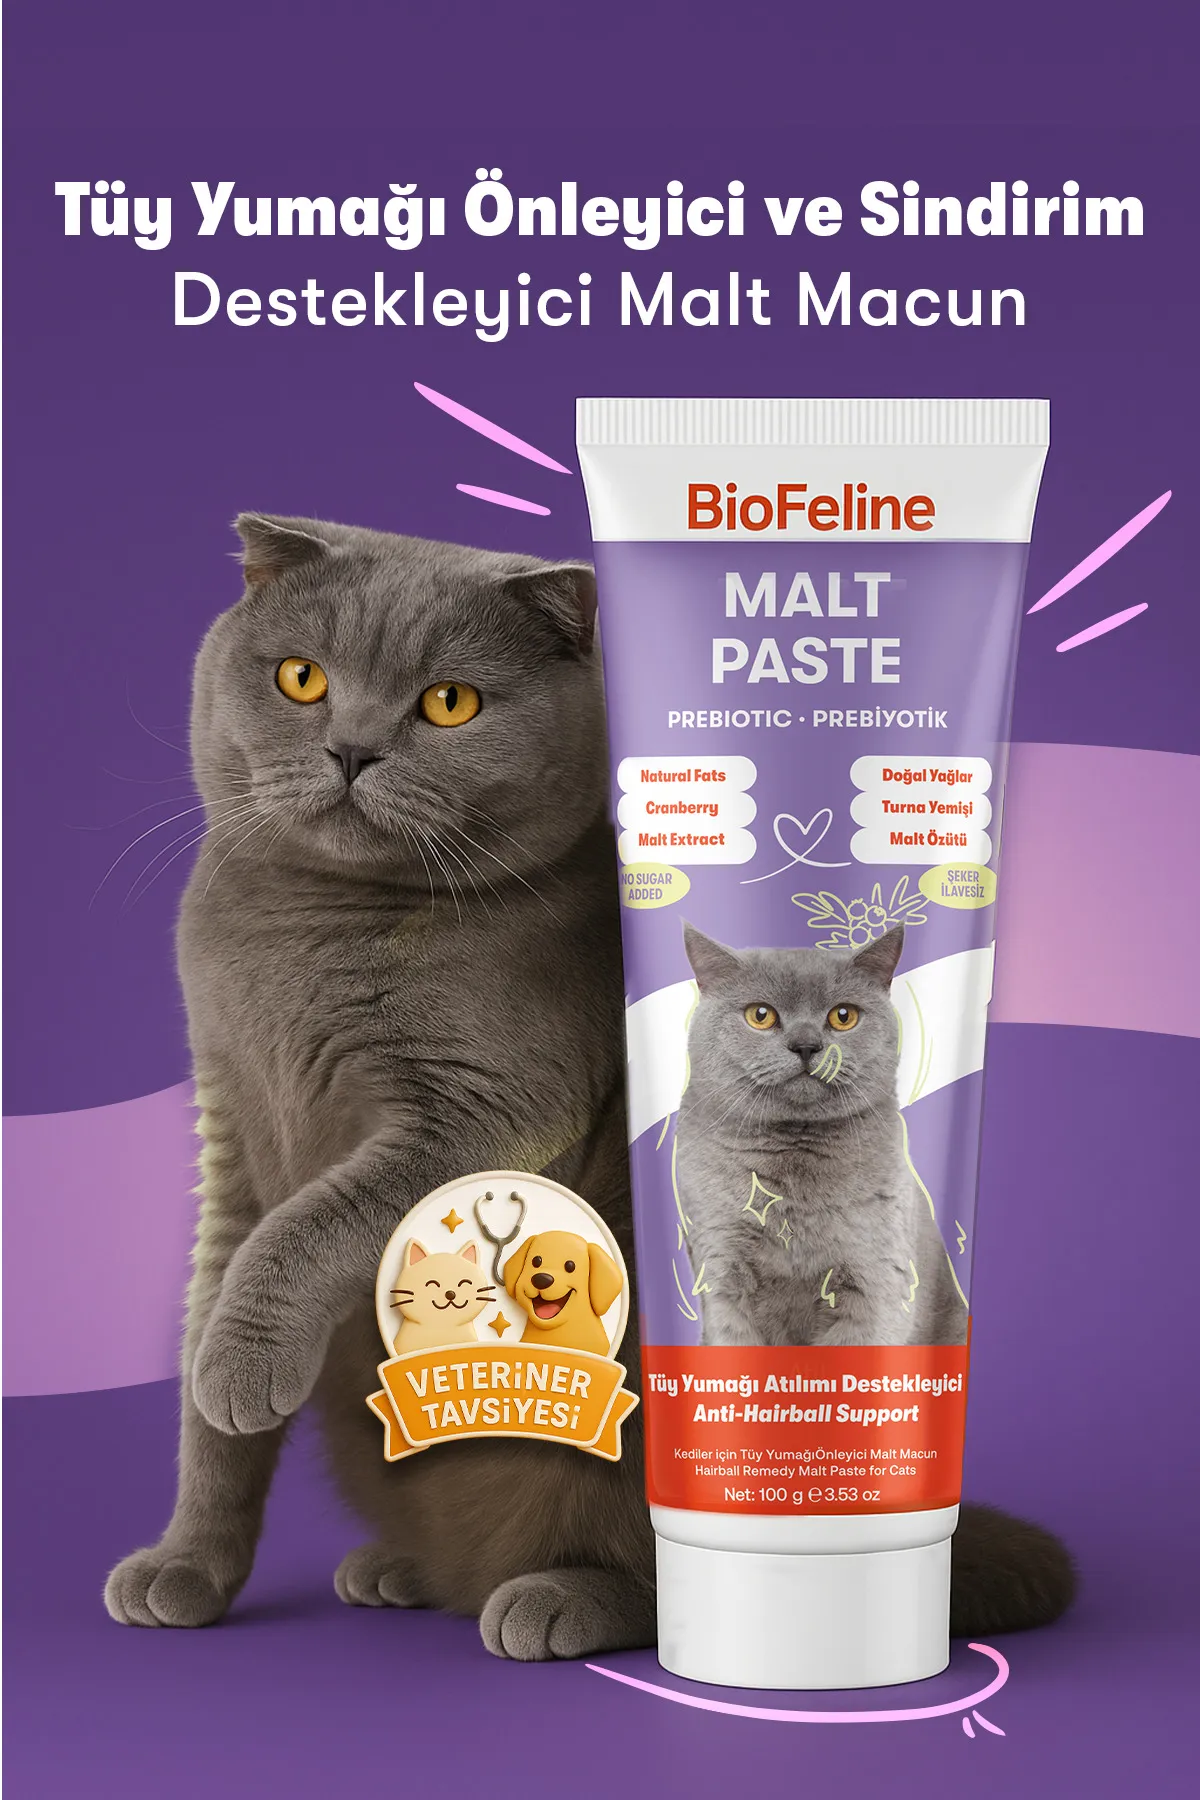 Tüy Yumağı Önleyici ve Sindirim
Destekleyici Malt Macun
BioFeline
MALT
PASTE
PREBIOTIC · PREBİYOTİK
Natural Fats
Cranberry
Malt Extract
NO SUGAR
ADDED
Doğal Yağlar
Turna Yemişi
Malt Özütü
ŞEKER
İLAVESİZ
VETERİNER
TAVSİYESİ
Tüy Yumağı Atılımı Destekleyici
Anti-Hairball Support
Kediler için Tüy YumağıÖnleyici Malt Macun
Hairball Remedy Malt Paste for Cats
Net: 100 g ℮ 3.53 oz